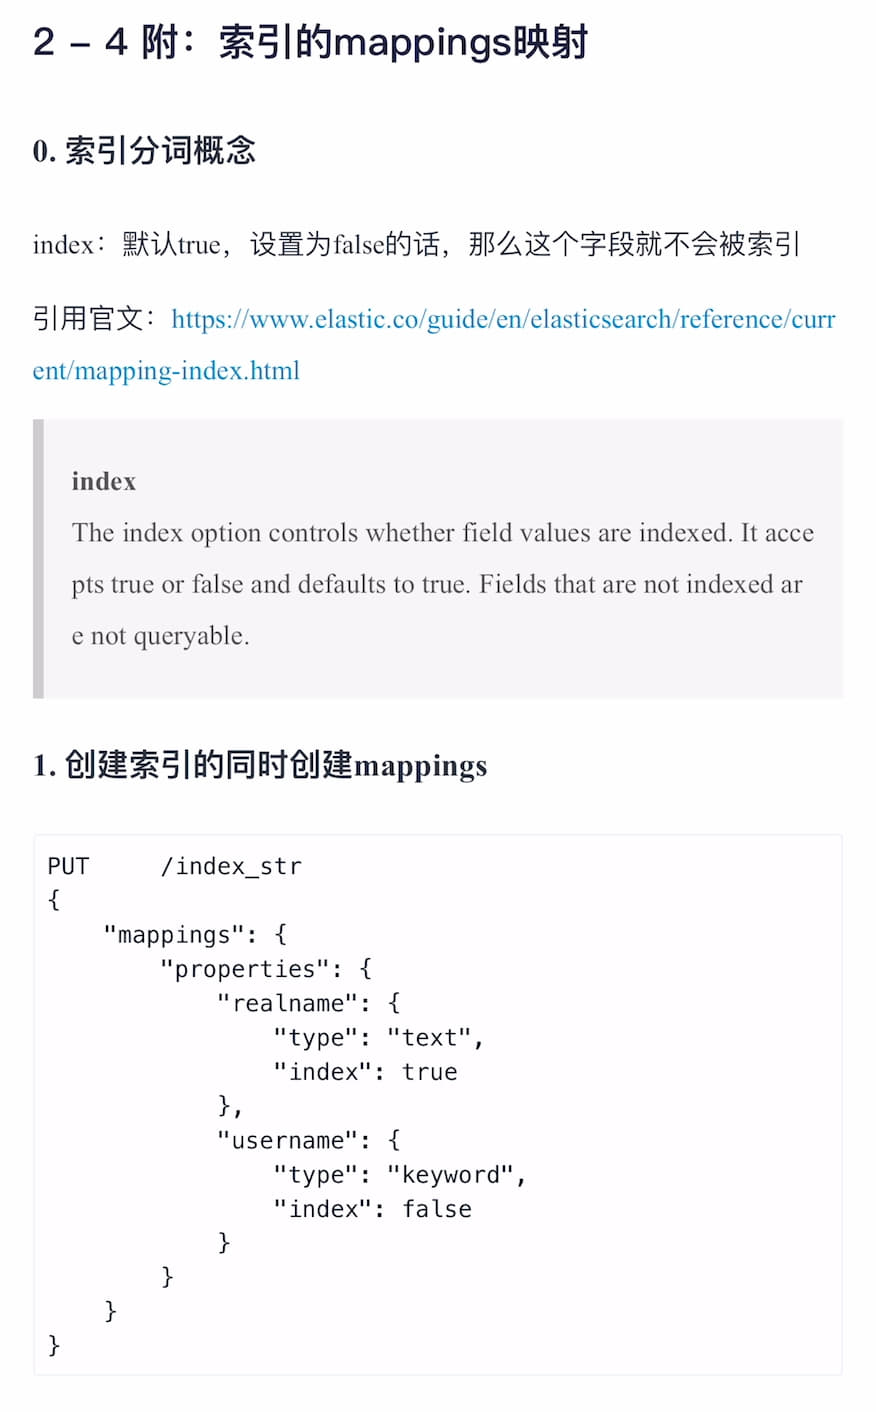 2 – 4 附：索引的mappings映射
0. 索引分词概念
index：默认true，设置为false的话，那么这个字段就不会被索引
引用官文：https://www.elastic.co/guide/en/elasticsearch/reference/curr
ent/mapping-index.html
index
The index option controls whether field values are indexed. It acce
pts true or false and defaults to true. Fields that are not indexed ar
e not queryable.
1. 创建索引的同时创建mappings
PUT     /index_str
{
    "mappings": {
        "properties": {
            "realname": {
                "type": "text",
                "index": true
            },
            "username": {
                "type": "keyword",
                "index": false
            }
        }
    }
}